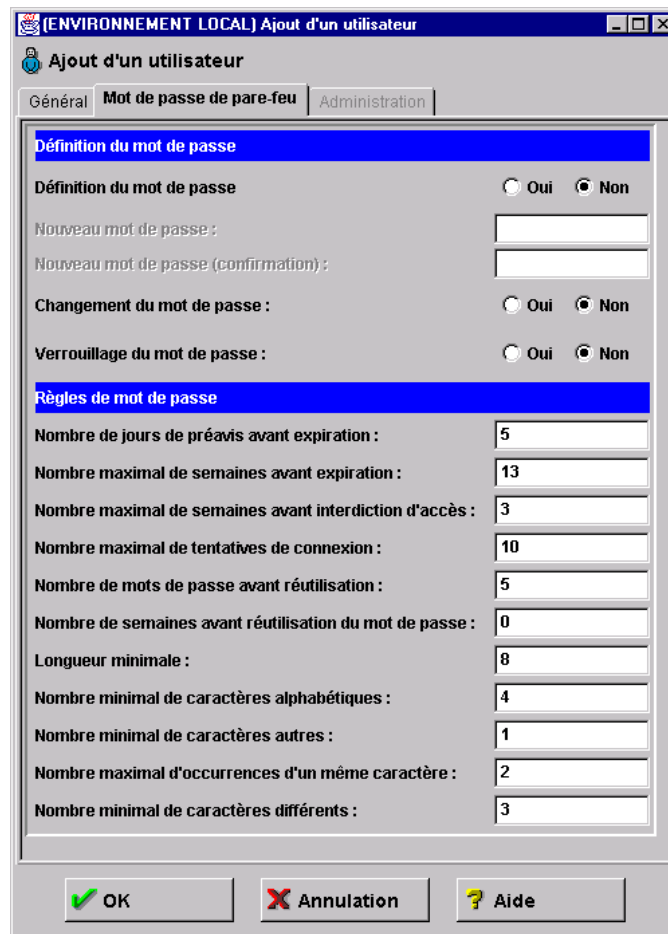 (ENVIRONNEMENT LOCAL) Ajout d'un utilisateur
Ajout d'un utilisateur
Général Mot de passe de pare-feu Administration
Définition du mot de passe
Définition du mot de passe Oui Non
Nouveau mot de passe :
Nouveau mot de passe (confirmation) :
Changement du mot de passe : Oui Non
Verrouillage du mot de passe : Oui Non
Règles de mot de passe
Nombre de jours de préavis avant expiration : 5
Nombre maximal de semaines avant expiration : 13
Nombre maximal de semaines avant interdiction d'accès : 3
Nombre maximal de tentatives de connexion : 10
Nombre de mots de passe avant réutilisation : 5
Nombre de semaines avant réutilisation du mot de passe : 0
Longueur minimale : 8
Nombre minimal de caractères alphabétiques : 4
Nombre minimal de caractères autres : 1
Nombre maximal d'occurrences d'un même caractère : 2
Nombre minimal de caractères différents : 3
OK Annulation Aide